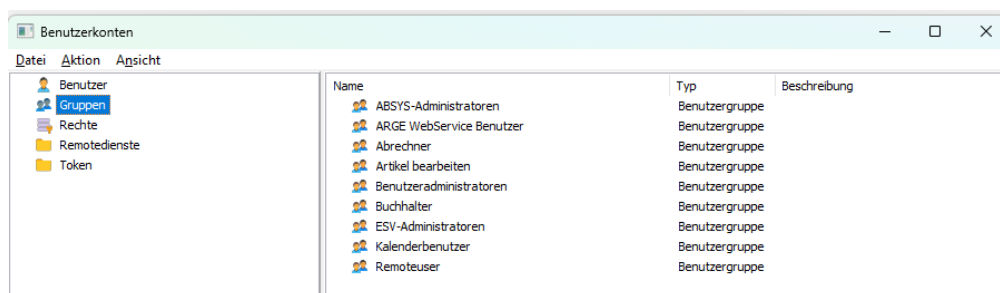 Benutzerkonten
Datei Aktion Ansicht
Benutzer
Gruppen
Rechte
Remotedienste
Token
Name Typ Beschreibung
ABSYS-Administratoren Benutzergruppe
ARGE WebService Benutzer Benutzergruppe
Abrechner Benutzergruppe
Artikel bearbeiten Benutzergruppe
Benutzeradministratoren Benutzergruppe
Buchhalter Benutzergruppe
ESV-Administratoren Benutzergruppe
Kalenderbenutzer Benutzergruppe
Remoteuser Benutzergruppe